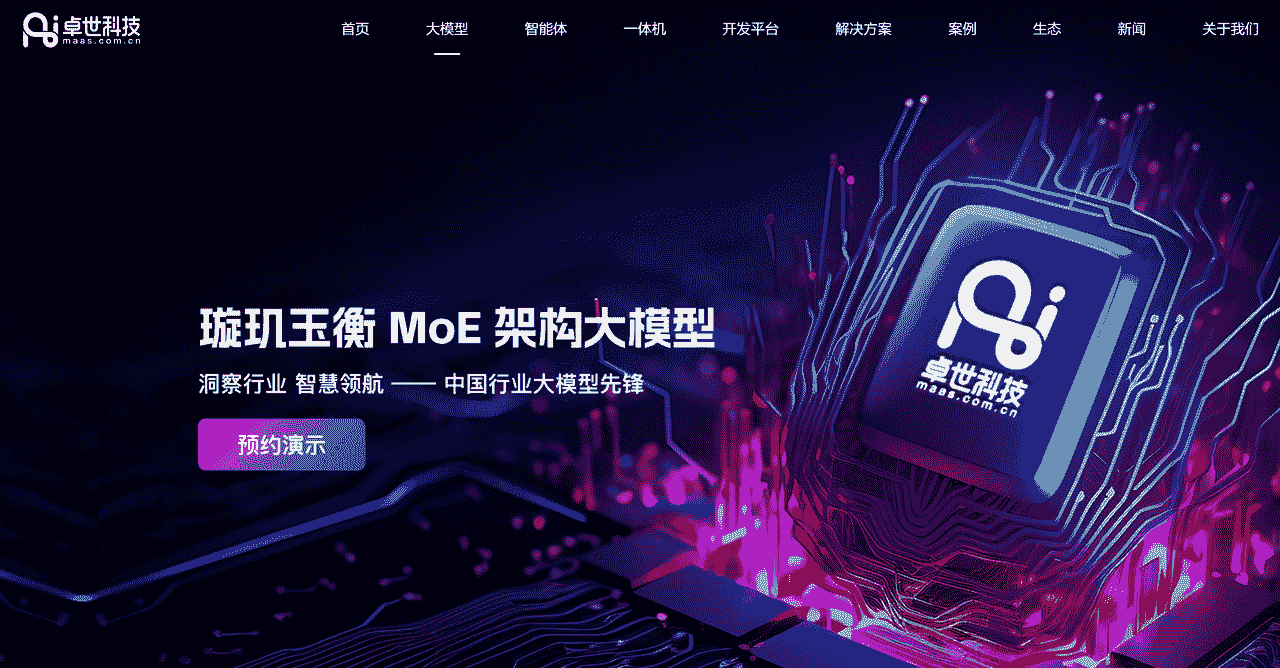 卓世科技
maas.com.cn
首页 大模型 智能体 一体机 开发平台 解决方案 案例 生态 新闻 关于我们
璇玑玉衡 MoE 架构大模型
洞察行业 智慧领航 —— 中国行业大模型先锋
预约演示
Ai
卓世科技
maas.com.cn